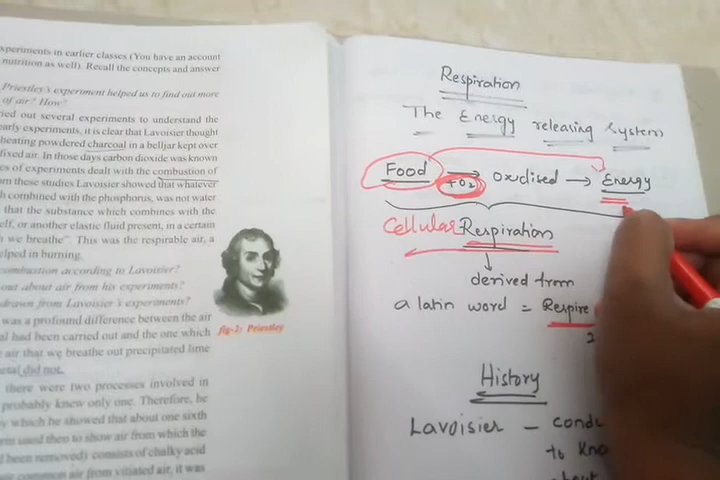 xperiments in earlier classes (You have an account
nutrition as well). Recall the concepts and answer
Priestley's experiment helped us to find out more
of air? How?
ied out several experiments to understand the
early experiments, it is clear that Lavoisier thought
heating powdered charcoal in a belljar kept over
fixed air. In those days carbon dioxide was known
es of experiments dealt with the combustion of
m these studies Lavoisier showed that whatever
h combined with the phosphorus, was not water
that the substance which combines with the
elf, or another elastic fluid present, in a certain
h we breathe". This was the respirable air, a
elped in burning.
combustion according to Lavoisier?
out about air from his experiments?
drawn from Lavoisier's experiments?
was a profound difference between the air
al had been carried out and the one which
air that we breathe out precipitated lime
etal did not.
there were two processes involved in
probably knew only one. Therefore, he
y which he showed that about one sixth
rm used then to show air from which the
d been removed) consists of chalky acid
common air from vitiated air, it was
fig-2: Priestley
Respiration
The Energy releasing System
Food + O2 → oxidised → Energy
Cellular Respiration
↓
derived from
a latin word = Respire
2
History
Lavoisier - condu
to kno
about